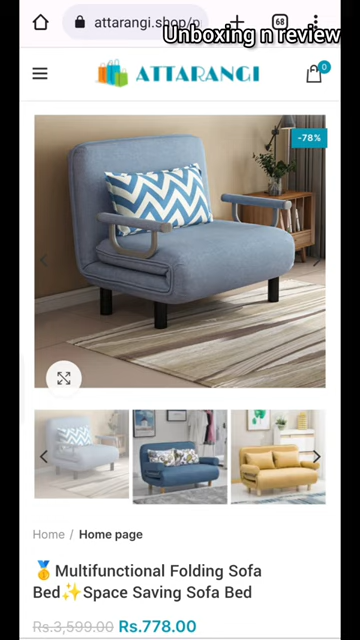 attarangi.shop/p
68
Unboxing n review
ATTARANGI
0
-78%
Home / Home page
🥇Multifunctional Folding Sofa
Bed✨Space Saving Sofa Bed
Rs.3,599.00 Rs.778.00